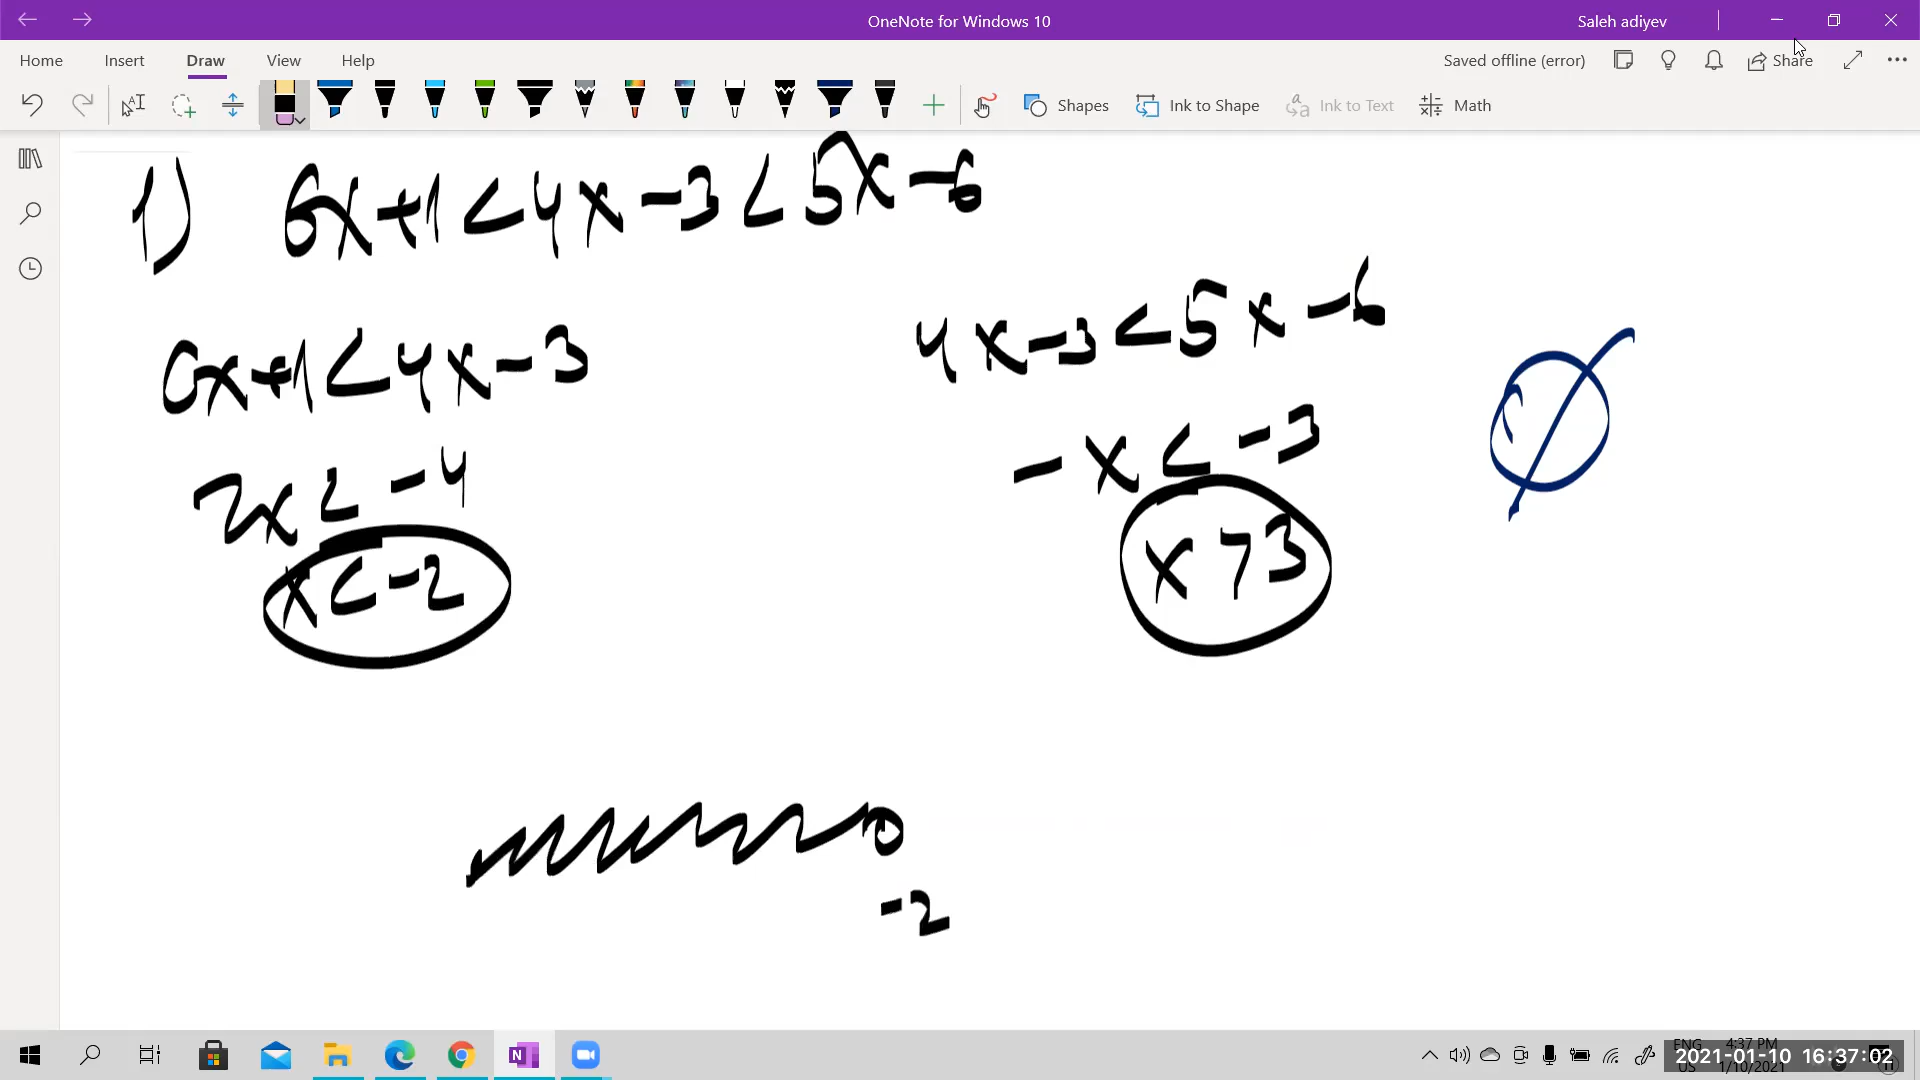 OneNote for Windows 10
Saleh adiyev
Home Insert Draw View Help
Saved offline (error) Share
Shapes Ink to Shape Ink to Text Math
1) 6x+1<4x-3<5x-6
6x+1<4x-3
4x-3<5x-6
2x<-4
-x<-3
x<-2
x>3
∅
-2
ENG
US
4:37 PM
1/10/2021
2021-01-10 16:37:02